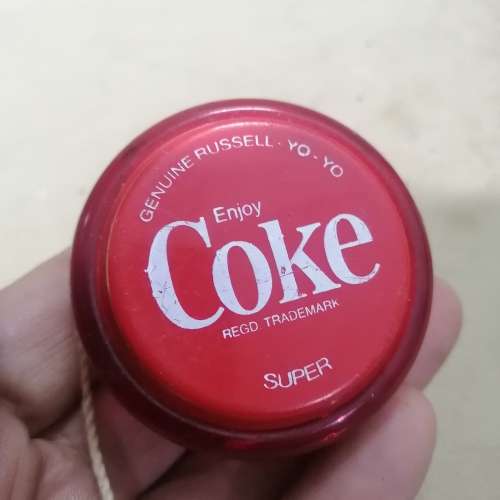 GENUINE RUSSELL · YO-YO
Enjoy
Coke
REGD TRADEMARK
SUPER